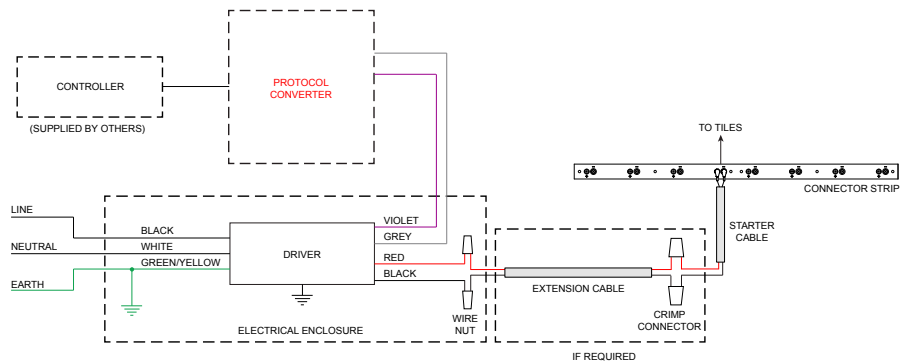 PROTOCOL
CONVERTER
CONTROLLER
(SUPPLIED BY OTHERS)
TO TILES
CONNECTOR STRIP
STARTER
CABLE
LINE
BLACK
NEUTRAL
WHITE
GREEN/YELLOW
EARTH
DRIVER
VIOLET
GREY
RED
BLACK
WIRE
NUT
ELECTRICAL ENCLOSURE
EXTENSION CABLE
CRIMP
CONNECTOR
IF REQUIRED